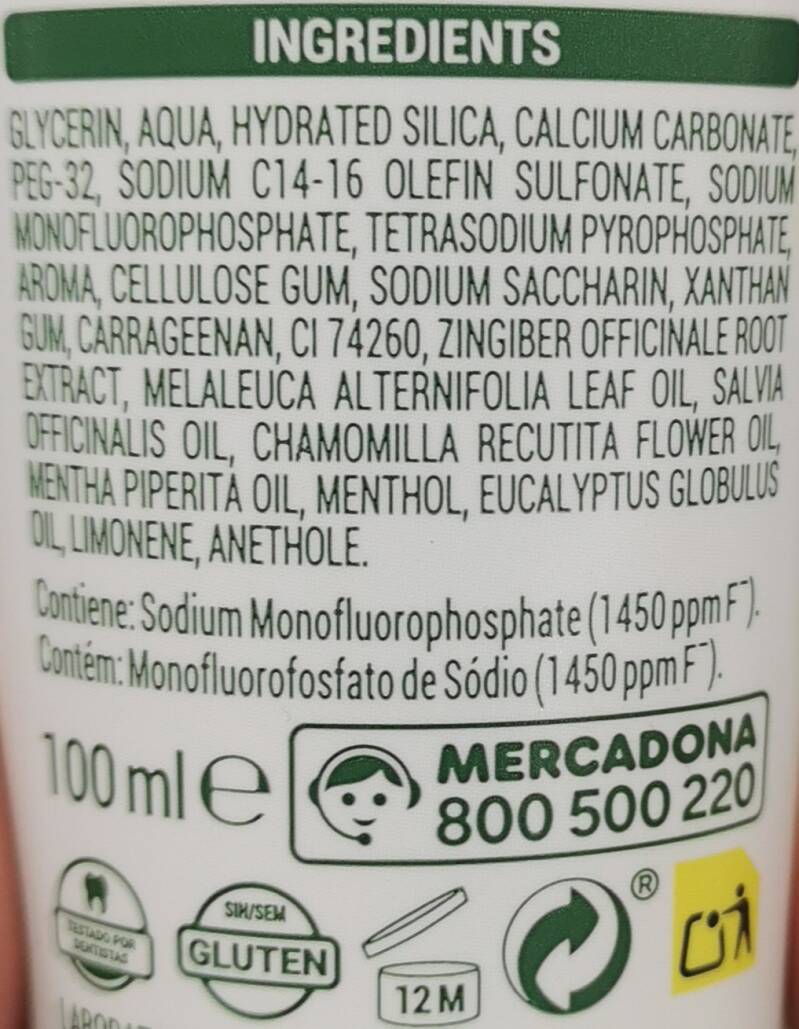 INGREDIENTS
GLYCERIN, AQUA, HYDRATED SILICA, CALCIUM CARBONATE,
PEG-32, SODIUM C14-16 OLEFIN SULFONATE, SODIUM
MONOFLUOROPHOSPHATE, TETRASODIUM PYROPHOSPHATE,
AROMA, CELLULOSE GUM, SODIUM SACCHARIN, XANTHAN
GUM, CARRAGEENAN, CI 74260, ZINGIBER OFFICINALE ROOT
EXTRACT, MELALEUCA ALTERNIFOLIA LEAF OIL, SALVIA
OFFICINALIS OIL, CHAMOMILLA RECUTITA FLOWER OIL,
MENTHA PIPERITA OIL, MENTHOL, EUCALYPTUS GLOBULUS
OIL, LIMONENE, ANETHOLE.
Contiene: Sodium Monofluorophosphate (1450 ppm F⁻).
Contém: Monofluorofosfato de Sódio (1450 ppm F⁻).
100 ml e
MERCADONA
800 500 220
TESTADO POR
DENTISTAS
SIN/SEM
GLUTEN
12 M
®